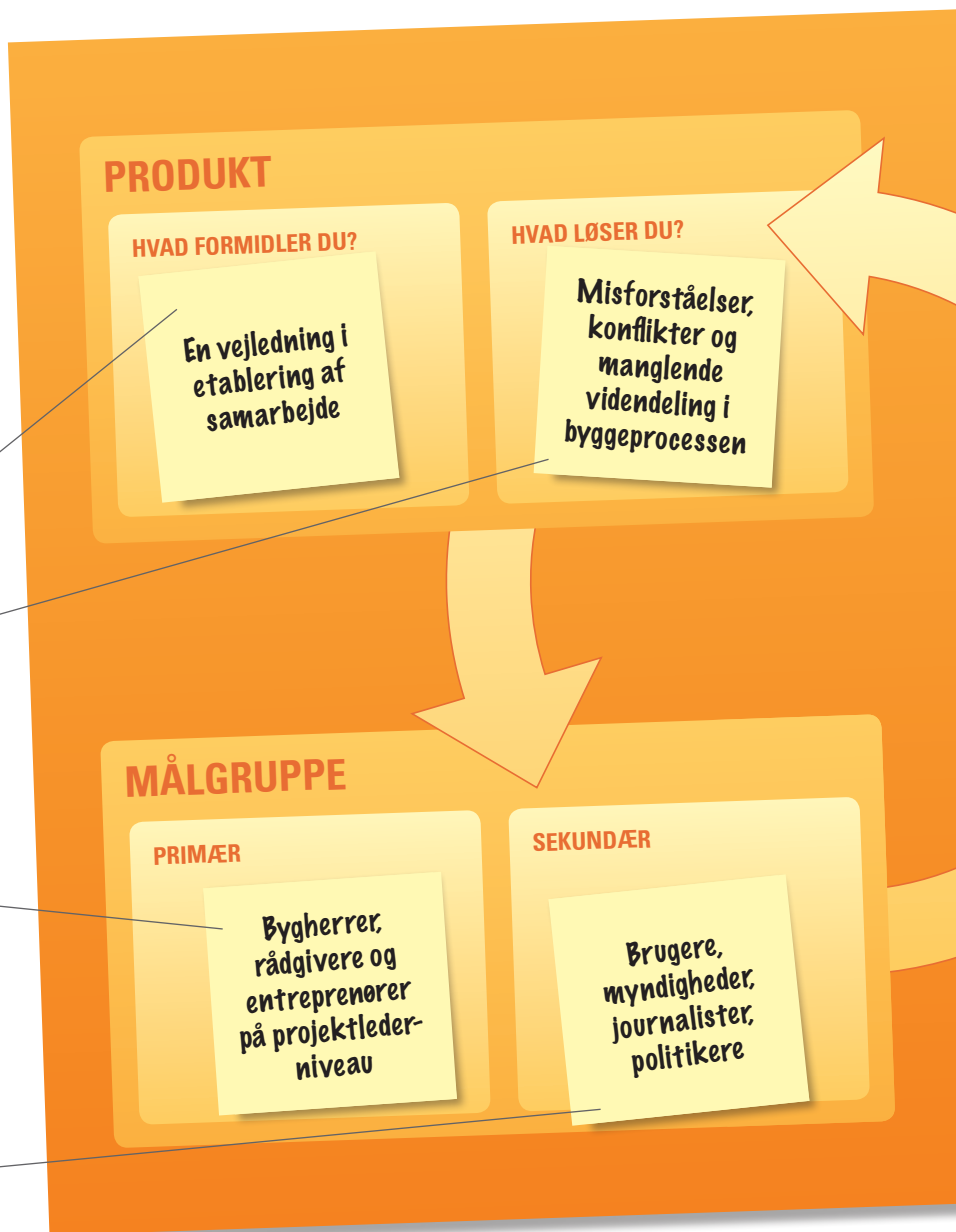 PRODUKT
HVAD FORMIDLER DU?
En vejledning i
etablering af
samarbejde
HVAD LØSER DU?
Misforståelser,
konflikter og
manglende
videndeling i
byggeprocessen
MÅLGRUPPE
PRIMÆR
Bygherrer,
rådgivere og
entreprenører
på projektleder-
niveau
SEKUNDÆR
Brugere,
myndigheder,
journalister,
politikere